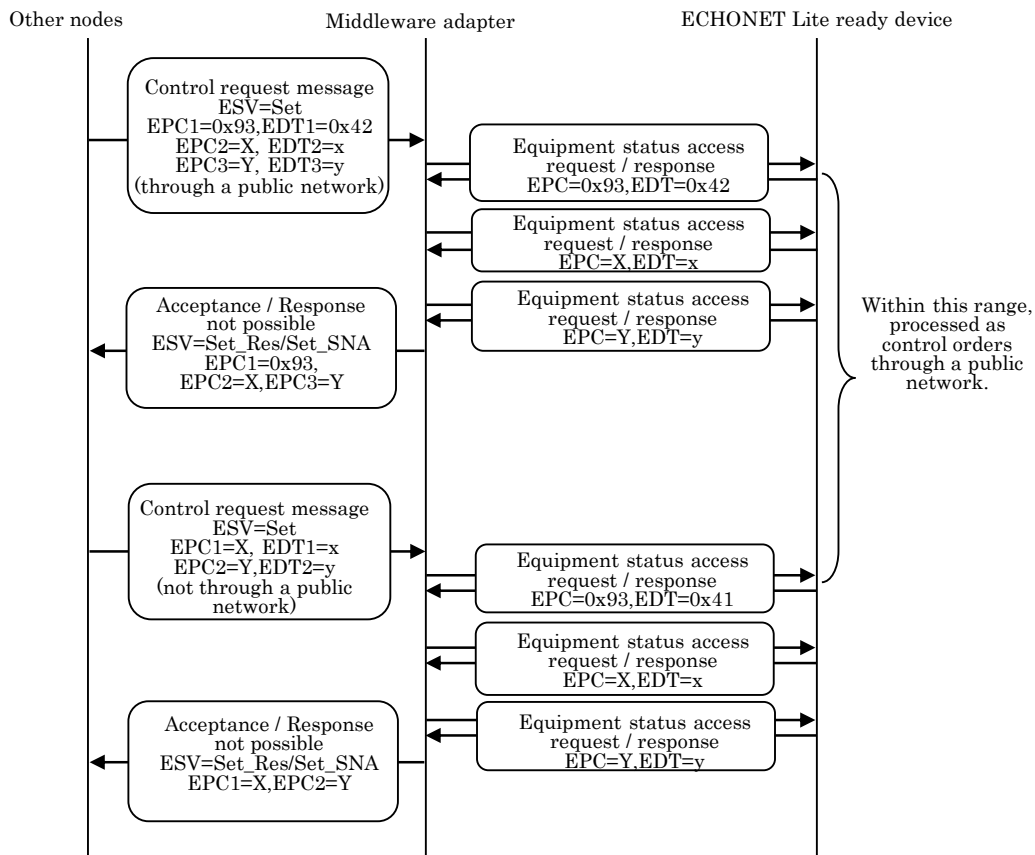 Other nodes
Middleware adapter
ECHONET Lite ready device
Control request message
ESV=Set
EPC1=0x93,EDT1=0x42
EPC2=X, EDT2=x
EPC3=Y, EDT3=y
(through a public network)
Equipment status access
request / response
EPC=0x93,EDT=0x42
Equipment status access
request / response
EPC=X,EDT=x
Equipment status access
request / response
EPC=Y,EDT=y
Acceptance / Response
not possible
ESV=Set_Res/Set_SNA
EPC1=0x93,
EPC2=X,EPC3=Y
Within this range,
processed as
control orders
through a public
network.
Control request message
ESV=Set
EPC1=X, EDT1=x
EPC2=Y,EDT2=y
(not through a public
network)
Equipment status access
request / response
EPC=0x93,EDT=0x41
Equipment status access
request / response
EPC=X,EDT=x
Equipment status access
request / response
EPC=Y,EDT=y
Acceptance / Response
not possible
ESV=Set_Res/Set_SNA
EPC1=X,EPC2=Y